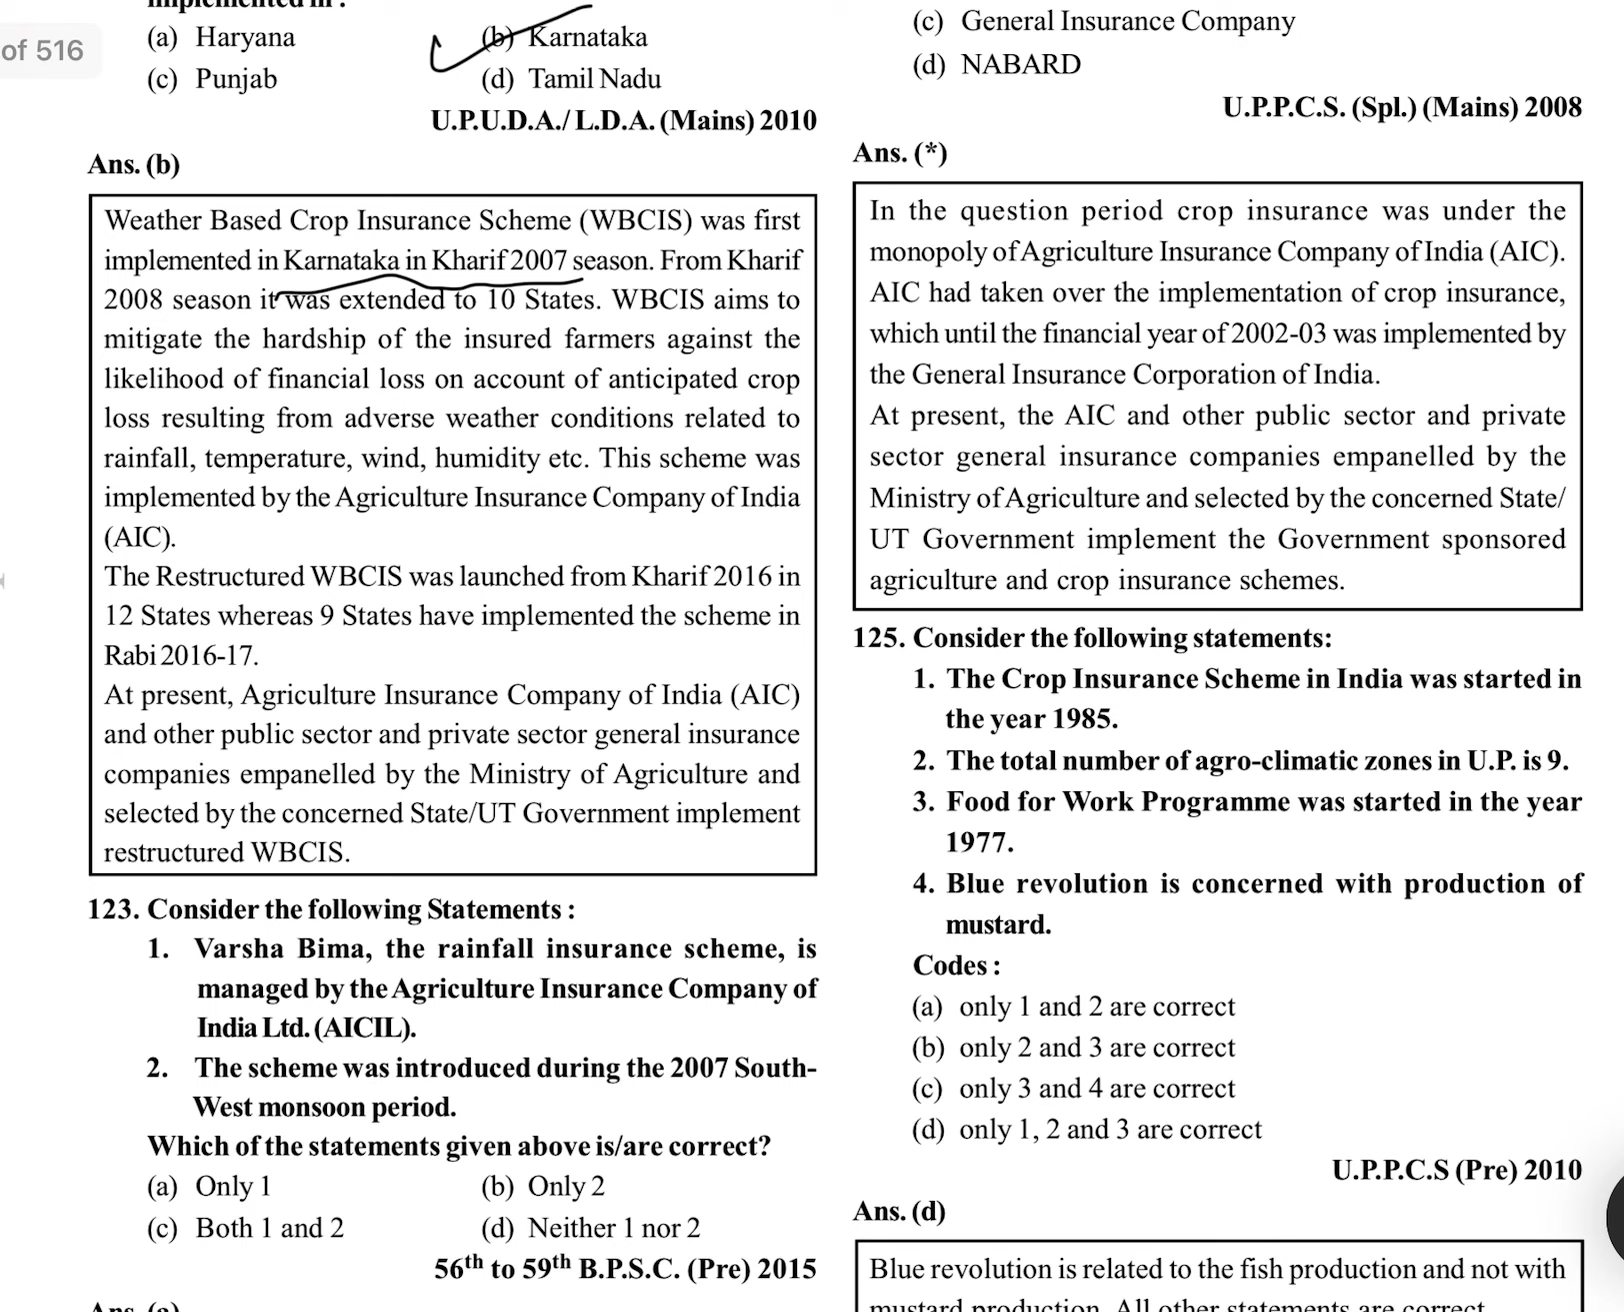 implemented in :
(a) Haryana (b) Karnataka
(c) Punjab (d) Tamil Nadu
U.P.U.D.A./ L.D.A. (Mains) 2010
Ans. (b)
Weather Based Crop Insurance Scheme (WBCIS) was first
implemented in Karnataka in Kharif 2007 season. From Kharif
2008 season it was extended to 10 States. WBCIS aims to
mitigate the hardship of the insured farmers against the
likelihood of financial loss on account of anticipated crop
loss resulting from adverse weather conditions related to
rainfall, temperature, wind, humidity etc. This scheme was
implemented by the Agriculture Insurance Company of India
(AIC).
The Restructured WBCIS was launched from Kharif 2016 in
12 States whereas 9 States have implemented the scheme in
Rabi 2016-17.
At present, Agriculture Insurance Company of India (AIC)
and other public sector and private sector general insurance
companies empanelled by the Ministry of Agriculture and
selected by the concerned State/UT Government implement
restructured WBCIS.
123. Consider the following Statements :
1. Varsha Bima, the rainfall insurance scheme, is
managed by the Agriculture Insurance Company of
India Ltd. (AICIL).
2. The scheme was introduced during the 2007 South-
West monsoon period.
Which of the statements given above is/are correct?
(a) Only 1 (b) Only 2
(c) Both 1 and 2 (d) Neither 1 nor 2
56th to 59th B.P.S.C. (Pre) 2015
Ans. (a)
of 516
(c) General Insurance Company
(d) NABARD
U.P.P.C.S. (Spl.) (Mains) 2008
Ans. (*)
In the question period crop insurance was under the
monopoly of Agriculture Insurance Company of India (AIC).
AIC had taken over the implementation of crop insurance,
which until the financial year of 2002-03 was implemented by
the General Insurance Corporation of India.
At present, the AIC and other public sector and private
sector general insurance companies empanelled by the
Ministry of Agriculture and selected by the concerned State/
UT Government implement the Government sponsored
agriculture and crop insurance schemes.
125. Consider the following statements:
1. The Crop Insurance Scheme in India was started in
the year 1985.
2. The total number of agro-climatic zones in U.P. is 9.
3. Food for Work Programme was started in the year
1977.
4. Blue revolution is concerned with production of
mustard.
Codes :
(a) only 1 and 2 are correct
(b) only 2 and 3 are correct
(c) only 3 and 4 are correct
(d) only 1, 2 and 3 are correct
U.P.P.C.S (Pre) 2010
Ans. (d)
Blue revolution is related to the fish production and not with
mustard production. All other statements are correct